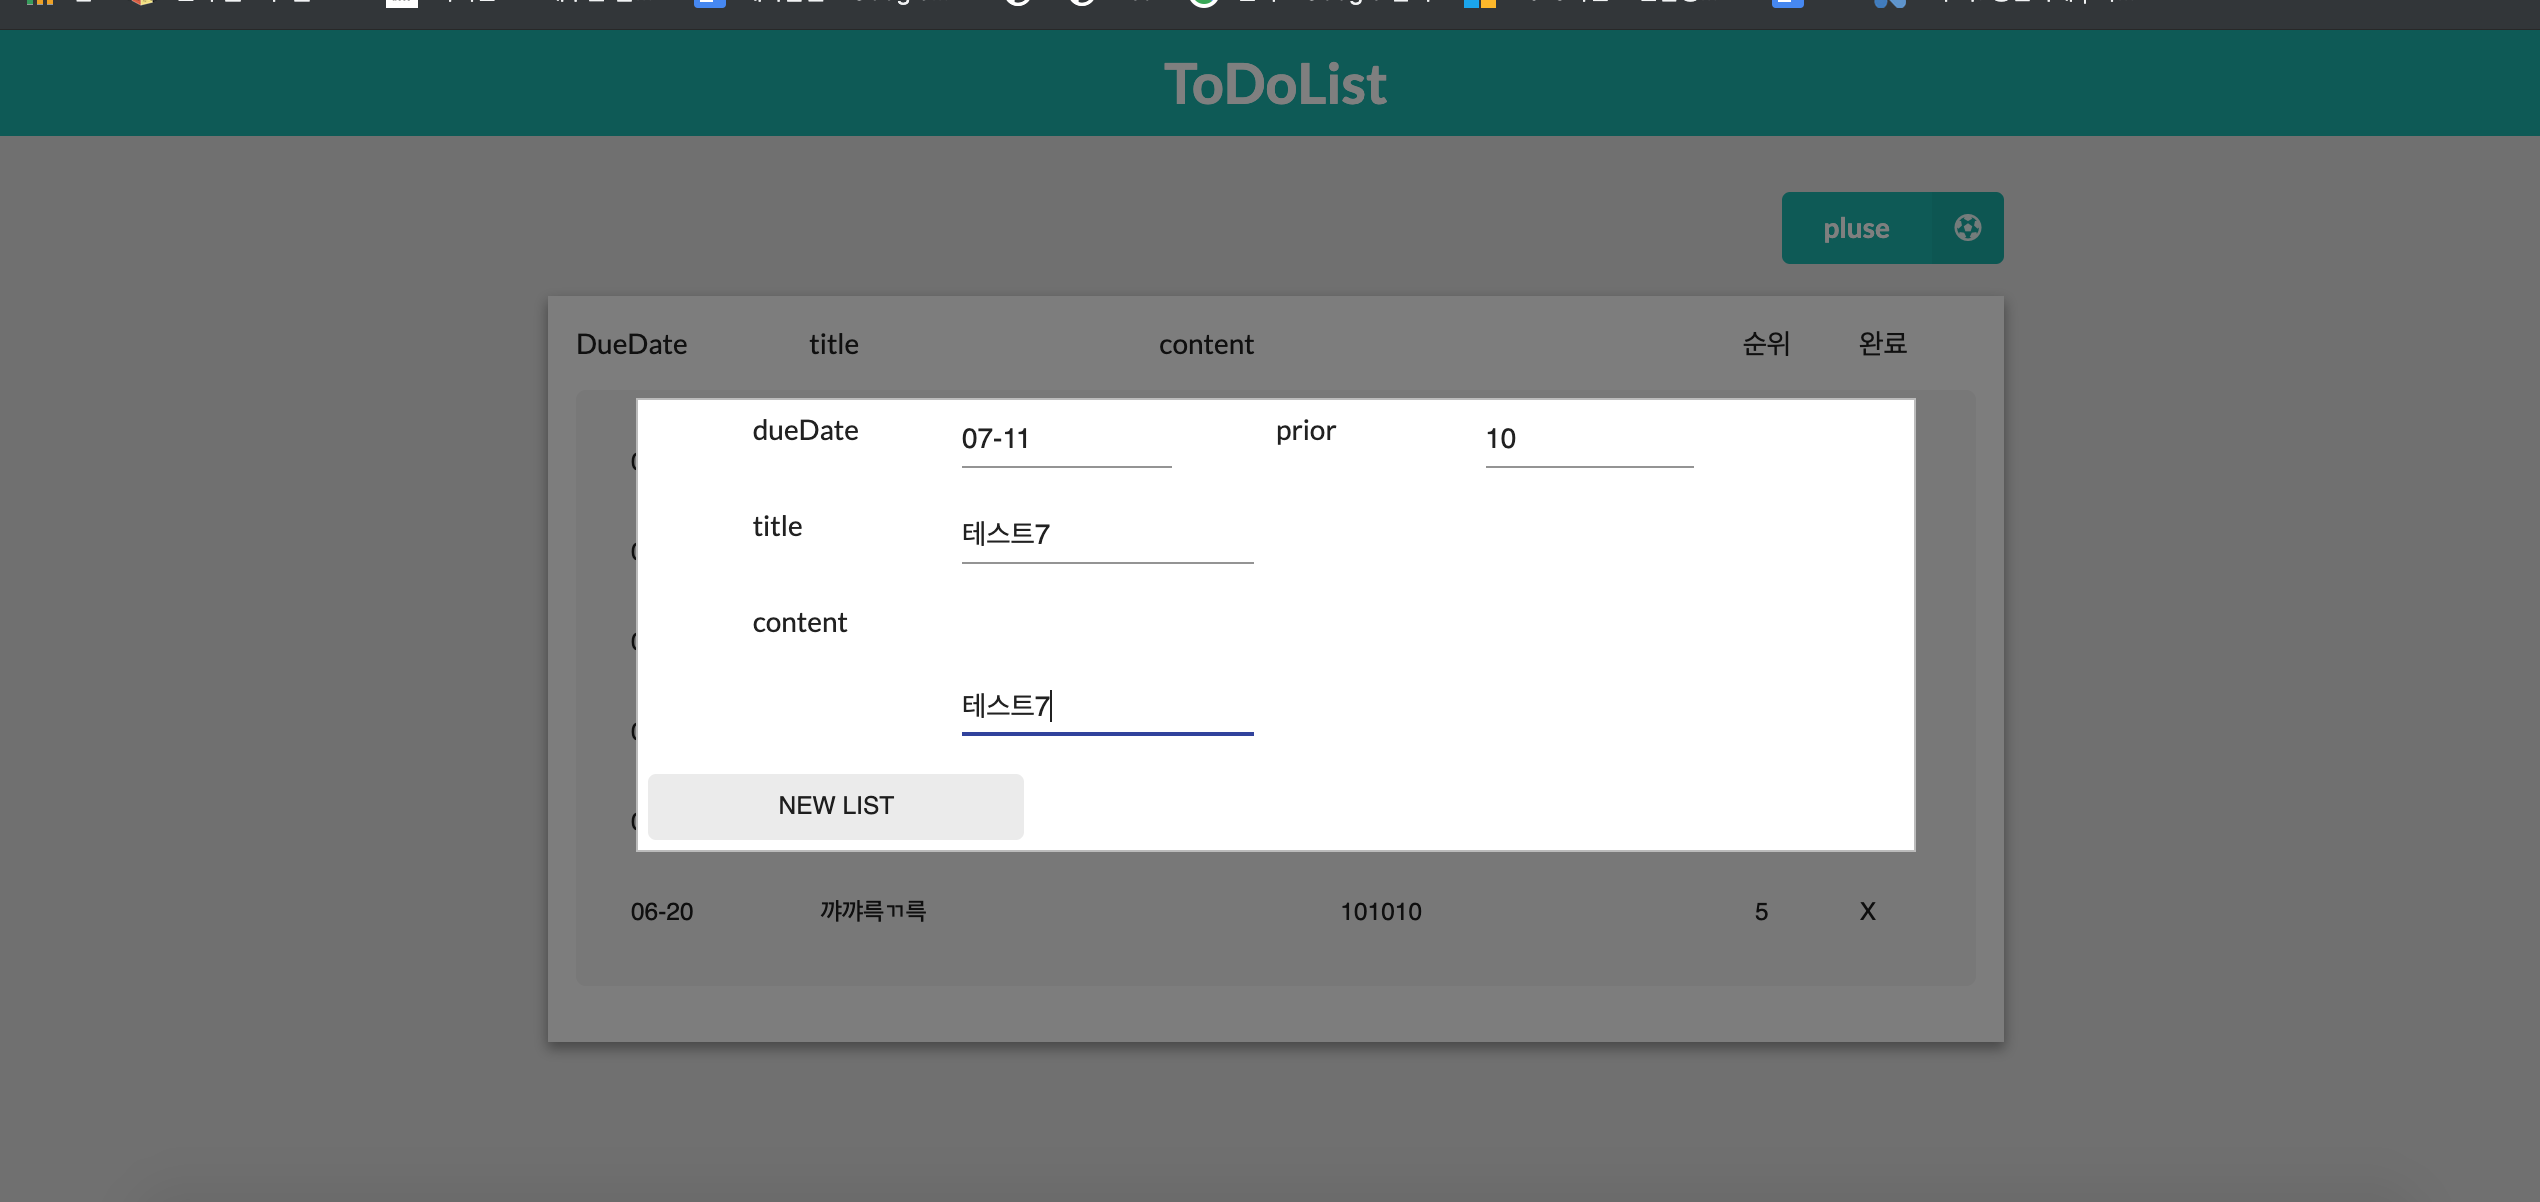 ToDoList
pluse
DueDate title content 순위 완료
dueDate 07-11 prior 10
title 테스트7
content
테스트7
NEW LIST
06-20 꺄꺄륵ㄲ륵 101010 5 X